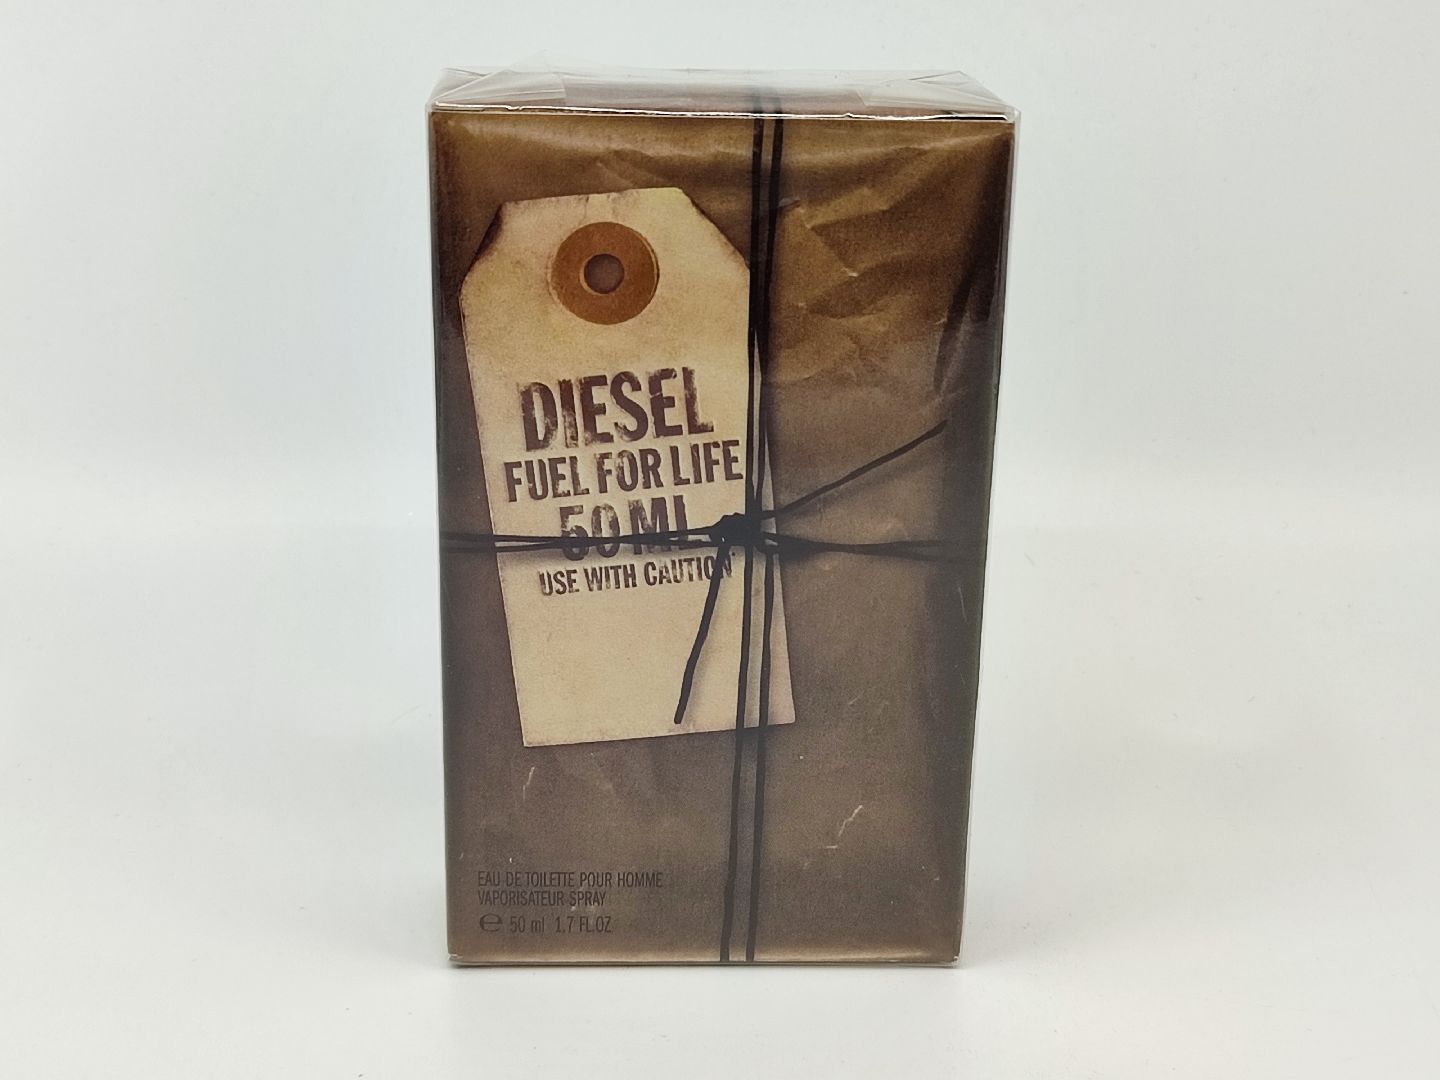 DIESEL
FUEL FOR LIFE
50 ML
USE WITH CAUTION
EAU DE TOILETTE POUR HOMME
VAPORISATEUR SPRAY
℮ 50 ml 1.7 FL.OZ